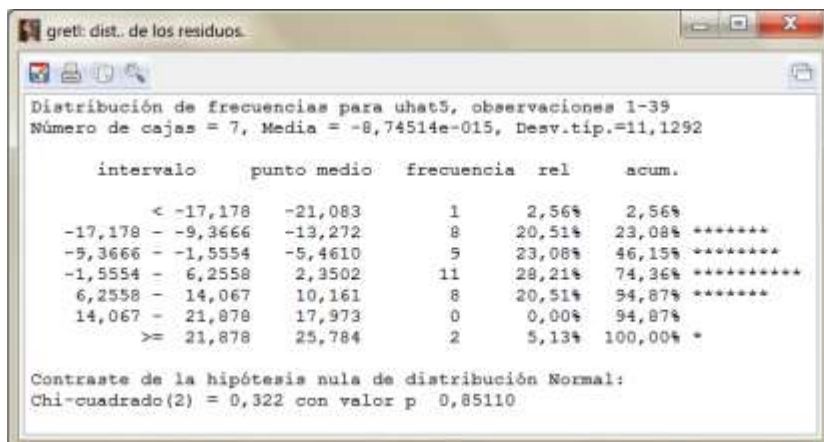 gretl: dist.. de los residuos.
Distribución de frecuencias para uhat5, observaciones 1-39
Número de cajas = 7, Media = -8,74514e-015, Desv.típ.=11,1292
intervalo punto medio frecuencia rel acum.
< -17,178 -21,083 1 2,56% 2,56%
-17,178 - -9,3666 -13,272 8 20,51% 23,08% *******
-9,3666 - -1,5554 -5,4610 9 23,08% 46,15% ********
-1,5554 - 6,2558 2,3502 11 28,21% 74,36% **********
6,2558 - 14,067 10,161 8 20,51% 94,87% *******
14,067 - 21,878 17,973 0 0,00% 94,87%
>= 21,878 25,784 2 5,13% 100,00% *
Contraste de la hipótesis nula de distribución Normal:
Chi-cuadrado(2) = 0,322 con valor p 0,85110